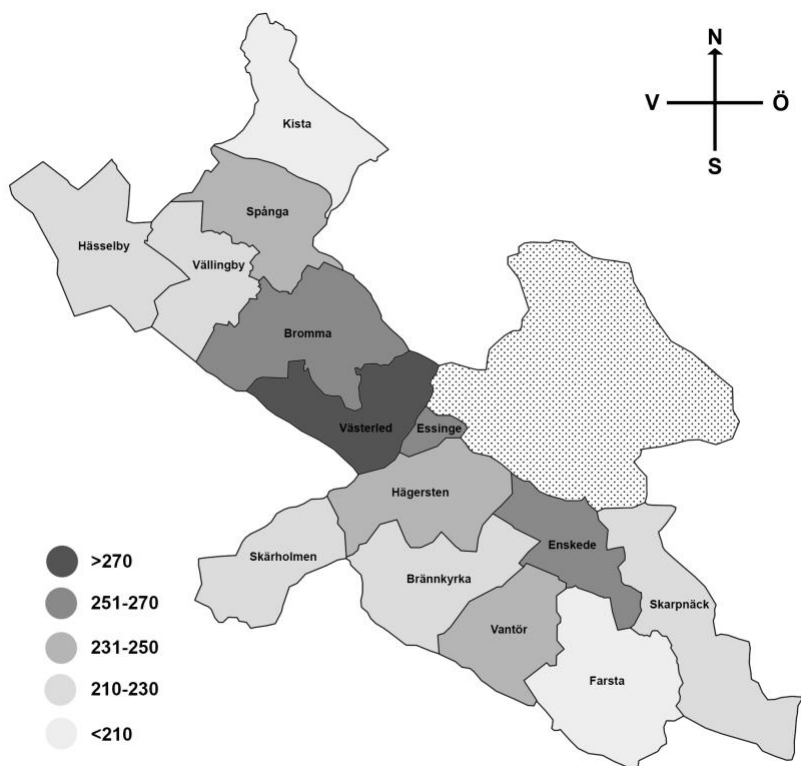 N
V Ö
S
Kista
Spånga
Hässelby
Vällingby
Bromma
Västerled
Essinge
Hägersten
Skärholmen
Enskede
Brännkyrka
Skarpnäck
Vantör
Farsta
>270
251-270
231-250
210-230
<210